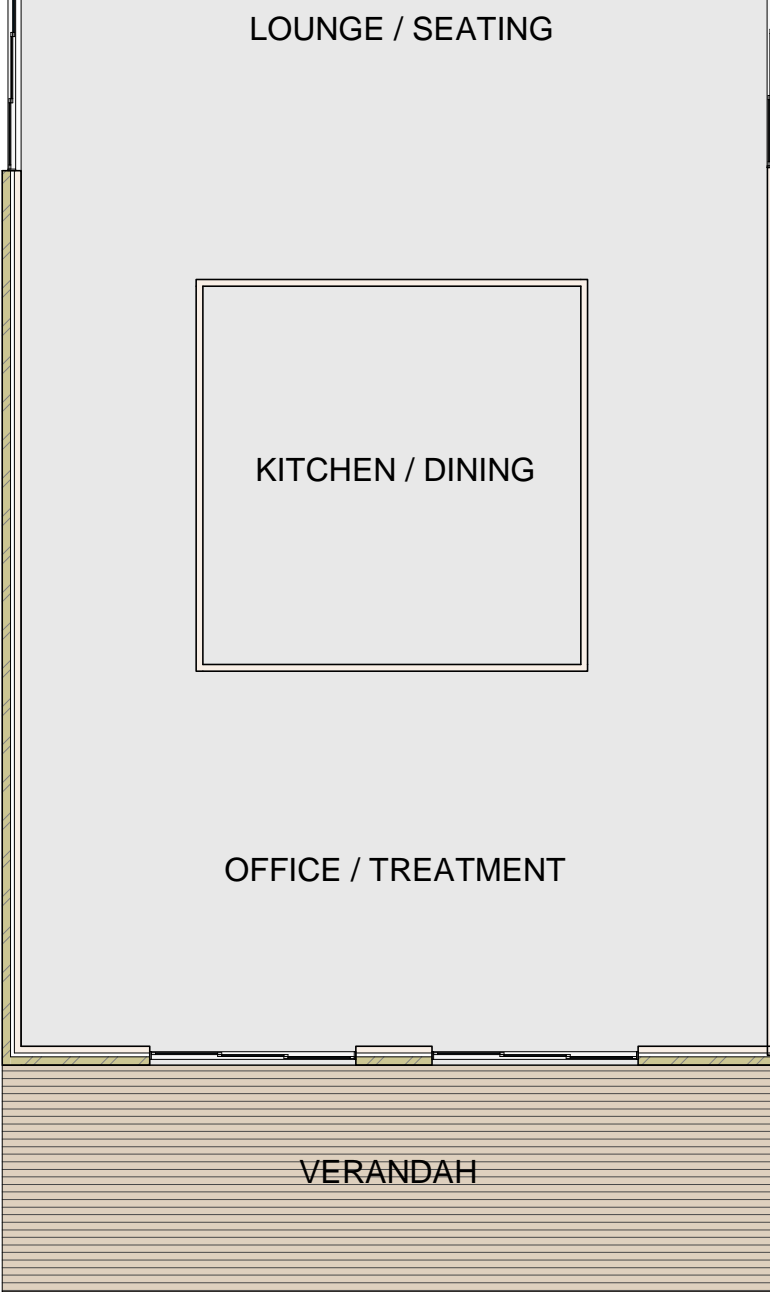 LOUNGE / SEATING
KITCHEN / DINING
OFFICE / TREATMENT
VERANDAH